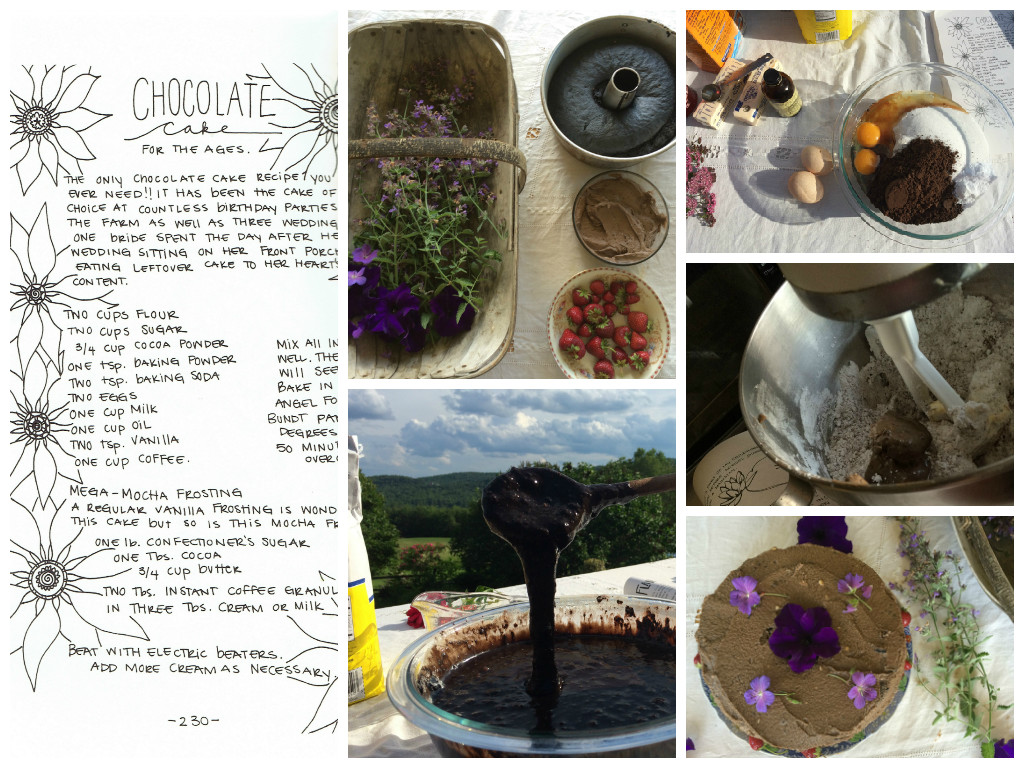 CHOCOLATE
Cake
FOR THE AGES.
THE ONLY CHOCOLATE CAKE RECIPE YOU
EVER NEED!! IT HAS BEEN THE CAKE OF
CHOICE AT COUNTLESS BIRTHDAY PARTIES
THE FARM AS WELL AS THREE WEDDING
ONE BRIDE SPENT THE DAY AFTER HE
WEDDING SITTING ON HER FRONT PORC
EATING LEFTOVER CAKE TO HER HEART'
CONTENT.
TWO CUPS FLOUR
TWO CUPS SUGAR
3/4 CUP COCOA POWDER
ONE tsp. BAKING POWDER
TWO tsp. BAKING SODA
TWO EGGS
ONE CUP MILK
ONE CUP OIL
TWO tsp. VANILLA
ONE CUP COFFEE.
MIX All IN
WELL. THE
WILL SEE
BAKE IN
ANGEL FO
BUNDT PA
DEGREES
50 MINU
OVER
MEGA-MOCHA FROSTING
A REGULAR VANILLA FROSTING IS WOND
THIS CAKE but SO IS THIS MOCHA FR
ONE lb. CONFECTIONER'S SUGAR
ONE Tbs. COCOA
3/4 CUP butter
TWO Tbs. INSTANT COFFEE GRANUL
IN THREE Tbs. CREAM OR MILK
BEAT WITH ELECTRIC BEATERS.
ADD MORE CREAM AS NECESSARY.
-230-